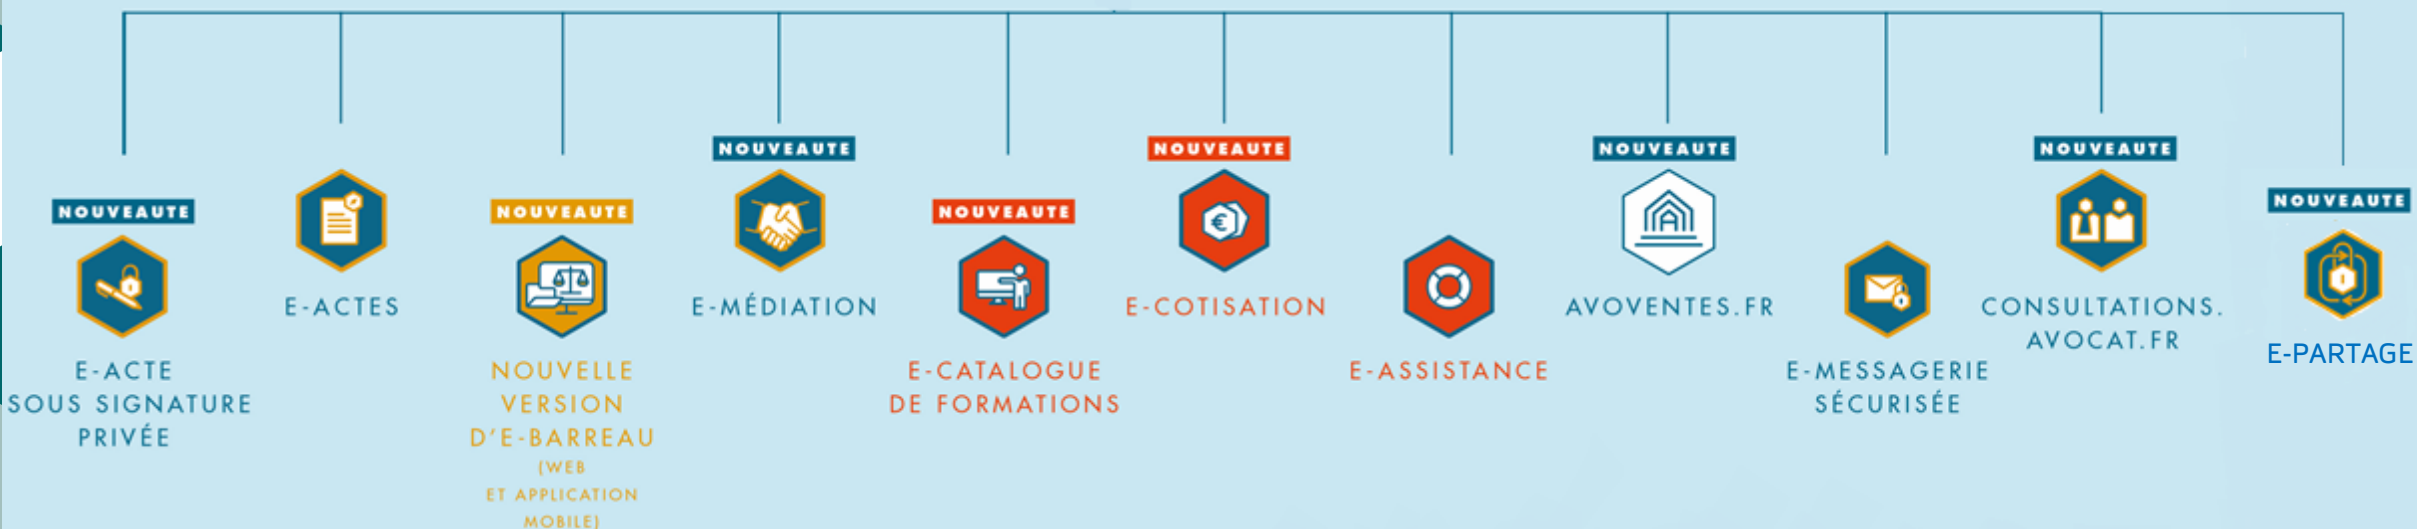 NOUVEAUTE
E-ACTE
SOUS SIGNATURE
PRIVÉE
E-ACTES
NOUVEAUTE
NOUVELLE
VERSION
D'E-BARREAU
(WEB
ET APPLICATION
MOBILE)
NOUVEAUTE
E-MÉDIATION
NOUVEAUTE
E-CATALOGUE
DE FORMATIONS
NOUVEAUTE
E-COTISATION
E-ASSISTANCE
NOUVEAUTE
AVOVENTES.FR
E-MESSAGERIE
SÉCURISÉE
NOUVEAUTE
CONSULTATIONS.
AVOCAT.FR
NOUVEAUTE
E-PARTAGE